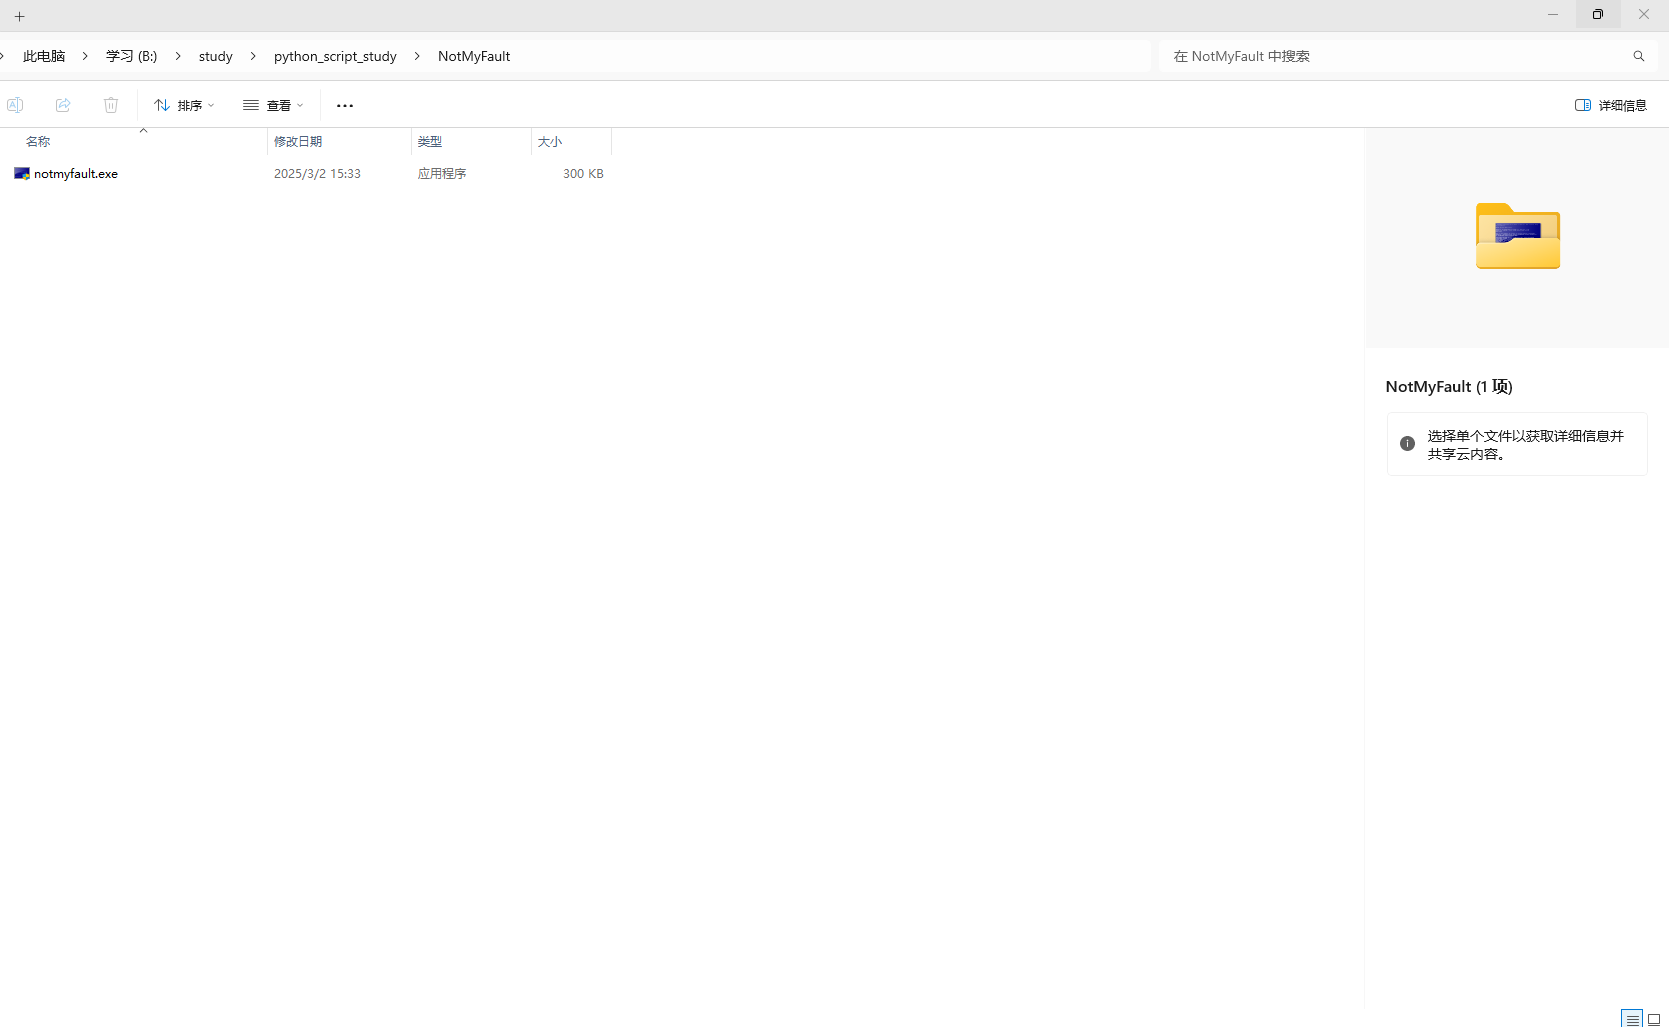 此电脑 学习 (B:) study python_script_study NotMyFault 在 NotMyFault 中搜索
排序 查看 详细信息
名称 修改日期 类型 大小
notmyfault.exe 2025/3/2 15:33 应用程序 300 KB
NotMyFault (1 项)
选择单个文件以获取详细信息并
共享云内容。